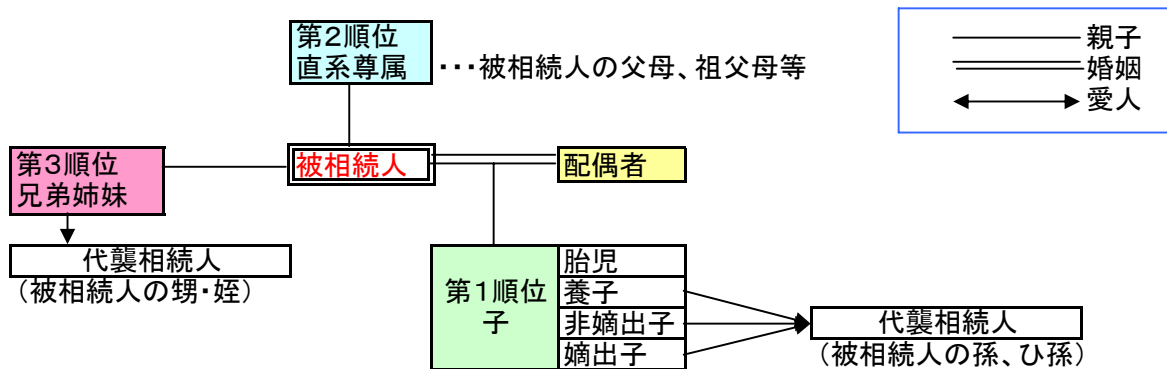 第2順位
直系尊属
･･･被相続人の父母、祖父母等
親子
婚姻
愛人
第3順位
兄弟姉妹
被相続人
配偶者
代襲相続人
(被相続人の甥･姪)
第1順位
子
胎児
養子
非嫡出子
嫡出子
代襲相続人
(被相続人の孫、ひ孫)